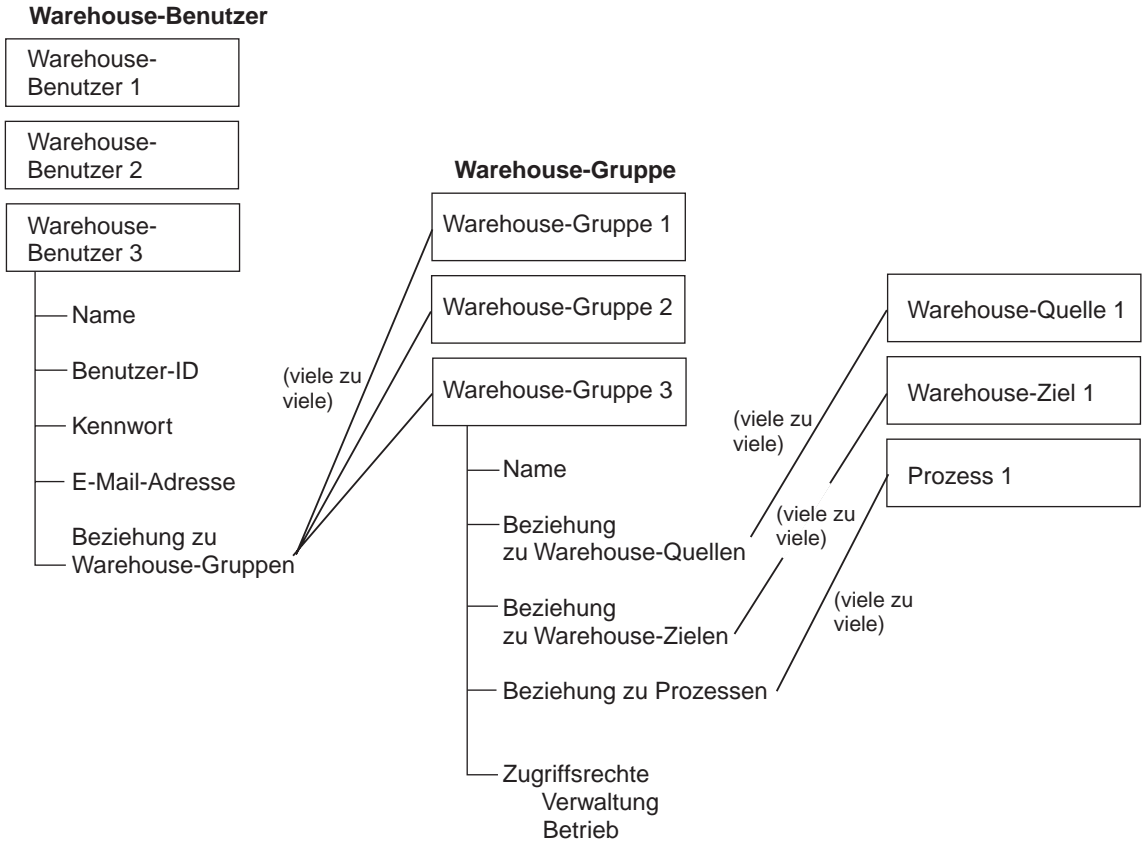 Warehouse-Benutzer
Warehouse-
Benutzer 1
Warehouse-
Benutzer 2
Warehouse-
Benutzer 3
Name
Benutzer-ID
Kennwort
E-Mail-Adresse
Beziehung zu
Warehouse-Gruppen
(viele zu
viele)
Warehouse-Gruppe
Warehouse-Gruppe 1
Warehouse-Gruppe 2
Warehouse-Gruppe 3
Name
Beziehung
zu Warehouse-Quellen
Beziehung
zu Warehouse-Zielen
Beziehung zu Prozessen
Zugriffsrechte
Verwaltung
Betrieb
(viele zu
viele)
(viele zu
viele)
(viele zu
viele)
Warehouse-Quelle 1
Warehouse-Ziel 1
Prozess 1